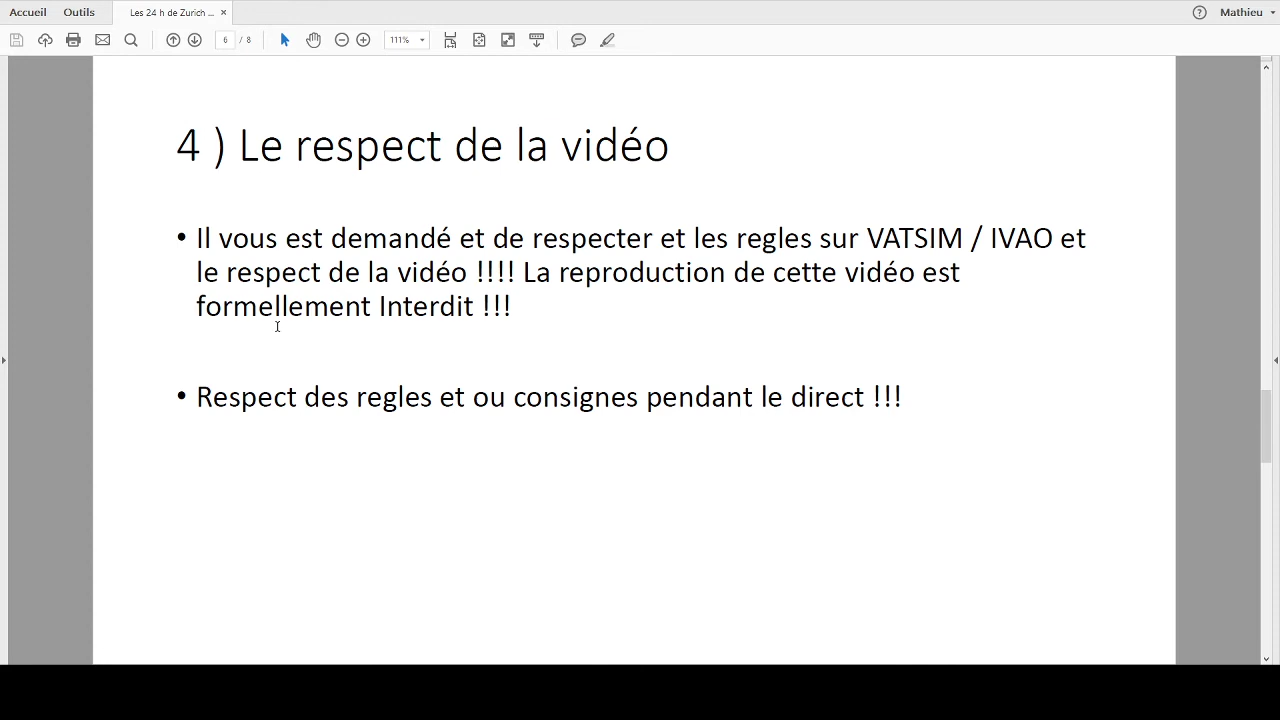 Accueil Outils Les 24 h de Zurich ... × Mathieu
6 / 8 111%
4 ) Le respect de la vidéo
• Il vous est demandé et de respecter et les regles sur VATSIM / IVAO et
le respect de la vidéo !!!! La reproduction de cette vidéo est
formellement Interdit !!!
• Respect des regles et ou consignes pendant le direct !!!